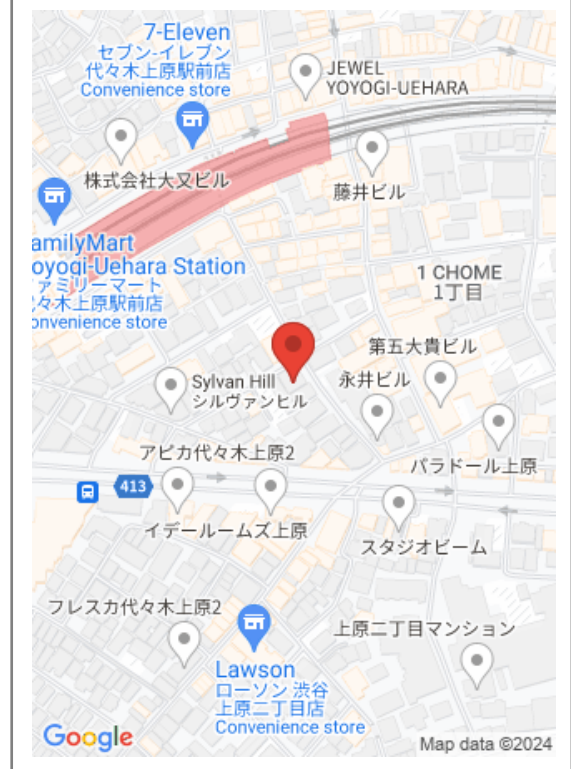 7-Eleven
セブン-イレブン
代々木上原駅前店
Convenience store
JEWEL
YOYOGI-UEHARA
株式会社大又ビル
藤井ビル
amilyMart
oyogi-Uehara Station
ァミリーマート
々木上原駅前店
onvenience store
1 CHOME
1丁目
第五大貴ビル
Sylvan Hill
シルヴァンヒル
永井ビル
アピカ代々木上原2
パラドール上原
413
イデールームズ上原
スタジオビーム
フレスカ代々木上原2
上原二丁目マンション
Lawson
ローソン 渋谷
上原二丁目店
Convenience store
Google
Map data ©2024